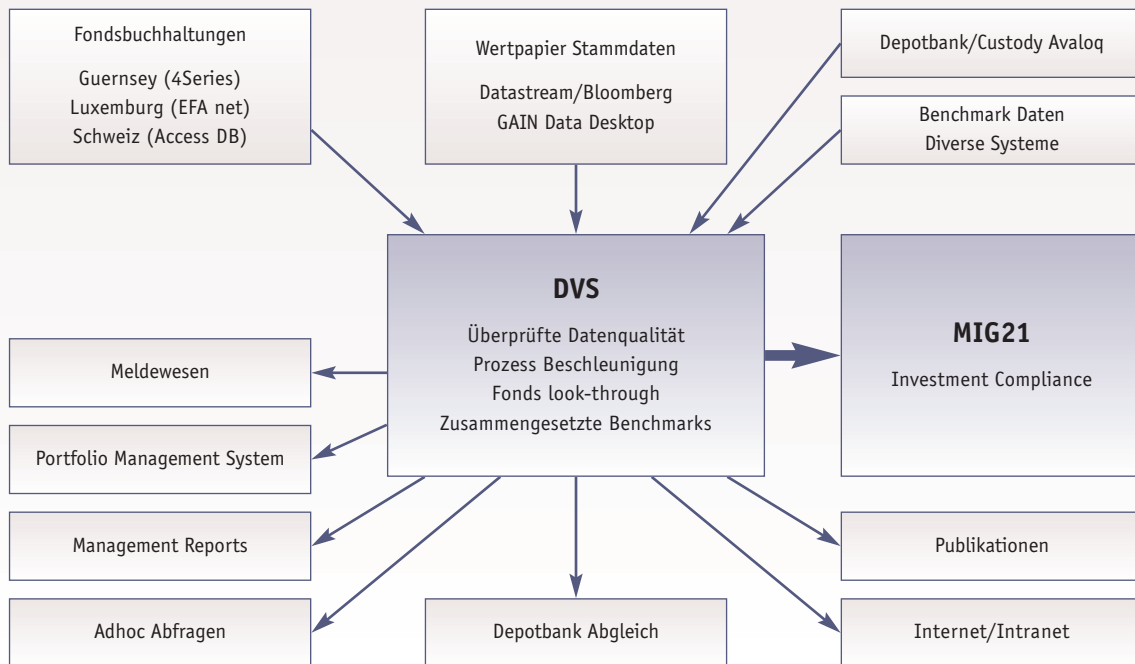 Fondsbuchhaltungen
Guernsey (4Series)
Luxemburg (EFA net)
Schweiz (Access DB)
Wertpapier Stammdaten
Datastream/Bloomberg
GAIN Data Desktop
Depotbank/Custody Avaloq
Benchmark Daten
Diverse Systeme
DVS
Überprüfte Datenqualität
Prozess Beschleunigung
Fonds look-through
Zusammengesetzte Benchmarks
MIG21
Investment Compliance
Meldewesen
Portfolio Management System
Management Reports
Publikationen
Adhoc Abfragen
Depotbank Abgleich
Internet/Intranet